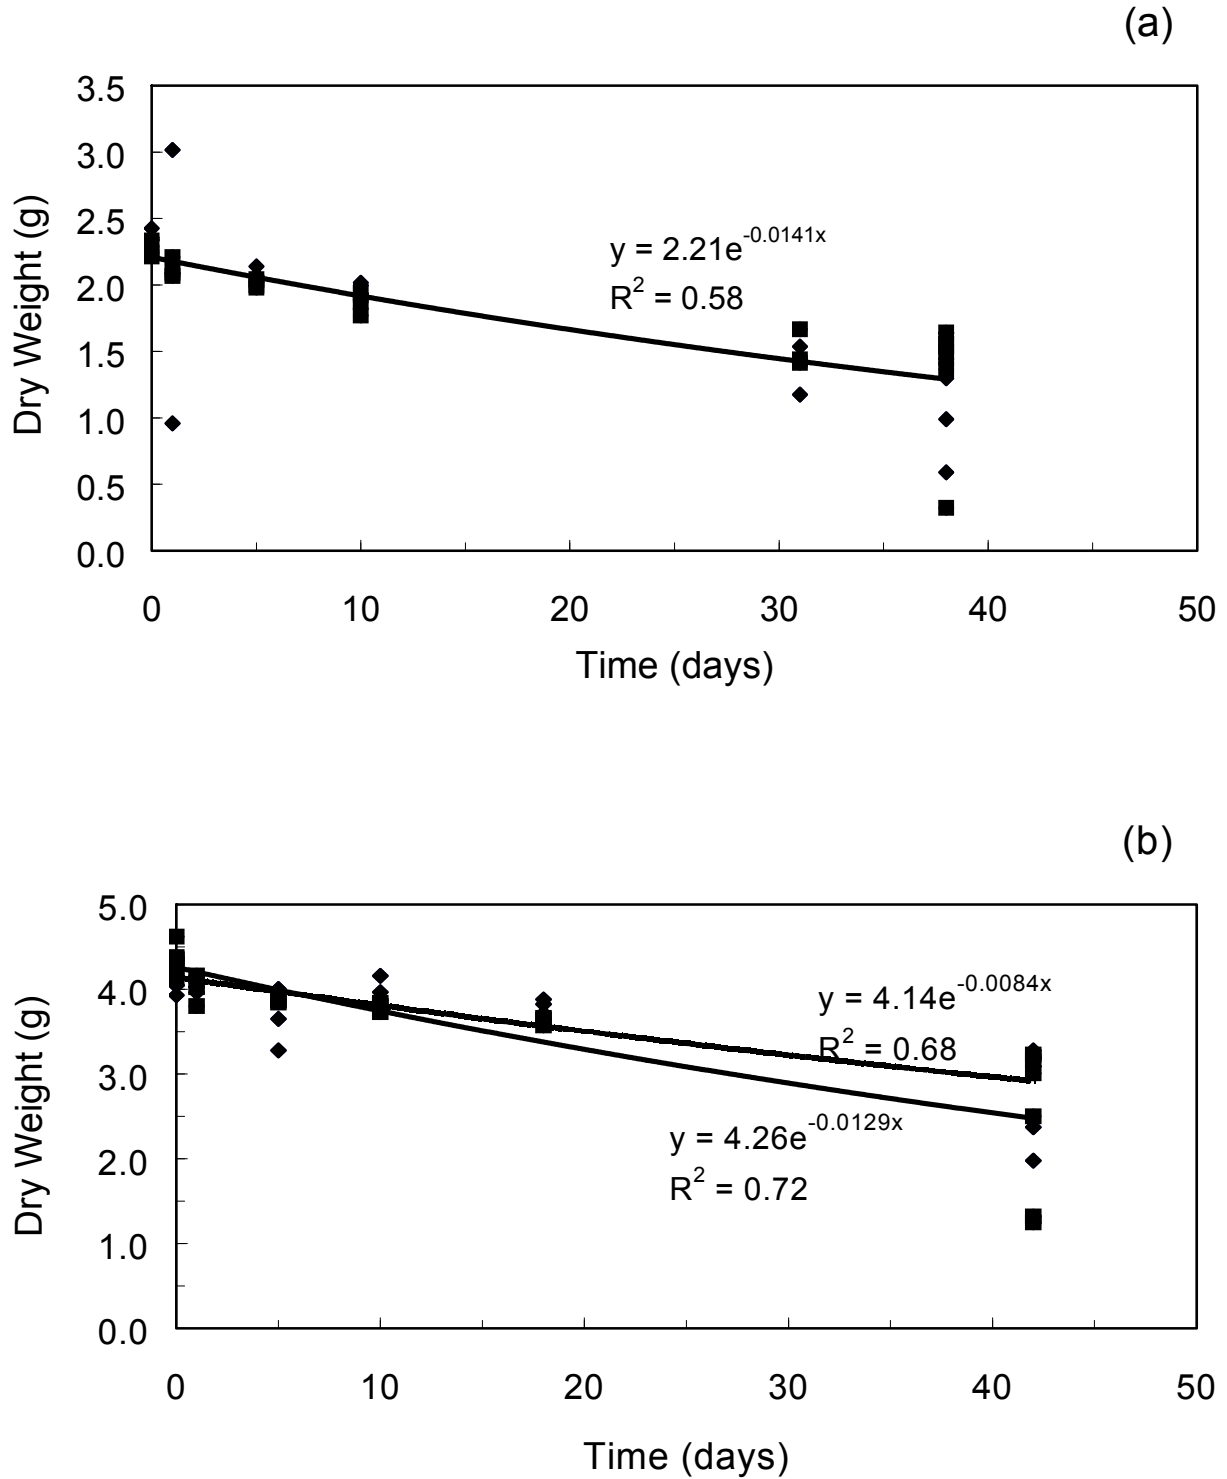 (a)
3.5
3.0
2.5
2.0
1.5
1.0
0.5
0.0
Dry Weight (g)
y = 2.21e^-0.0141x
R^2 = 0.58
0 10 20 30 40 50
Time (days)
(b)
5.0
4.0
3.0
2.0
1.0
0.0
Dry Weight (g)
y = 4.14e^-0.0084x
R^2 = 0.68
y = 4.26e^-0.0129x
R^2 = 0.72
0 10 20 30 40 50
Time (days)